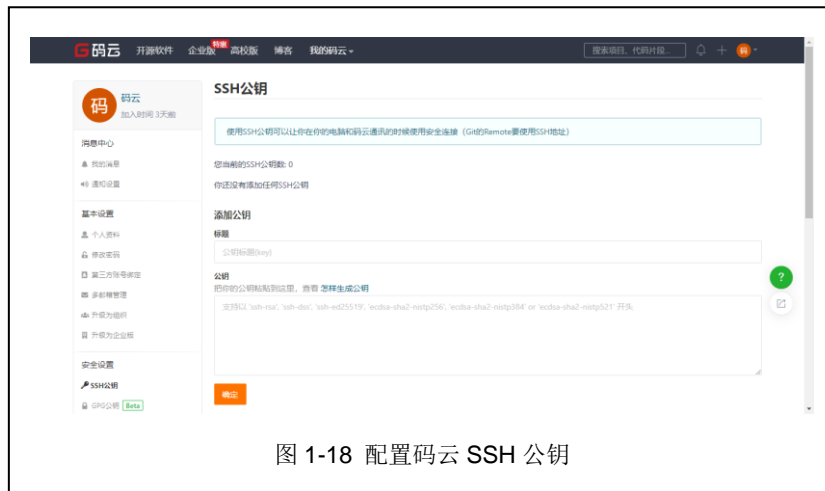 码云 开源软件 企业版 特惠 高校版 博客 我的码云 搜索项目、代码片段... 码
码 码云
加入时间 3天前
消息中心
我的消息
通知设置
基本设置
个人资料
修改密码
第三方账号绑定
多邮箱管理
升级为组织
升级为企业版
安全设置
SSH公钥
GPG公钥 Beta
SSH公钥
使用SSH公钥可以让你在你的电脑和码云通讯的时候使用安全连接（Git的Remote要使用SSH地址）
您当前的SSH公钥数: 0
你还没有添加任何SSH公钥
添加公钥
标题
公钥标题(key)
公钥
把你的公钥粘贴到这里，查看 怎样生成公钥
支持以 'ssh-rsa', 'ssh-dss', 'ssh-ed25519', 'ecdsa-sha2-nistp256', 'ecdsa-sha2-nistp384' or 'ecdsa-sha2-nistp521' 开头
确定
?
图 1-18 配置码云 SSH 公钥